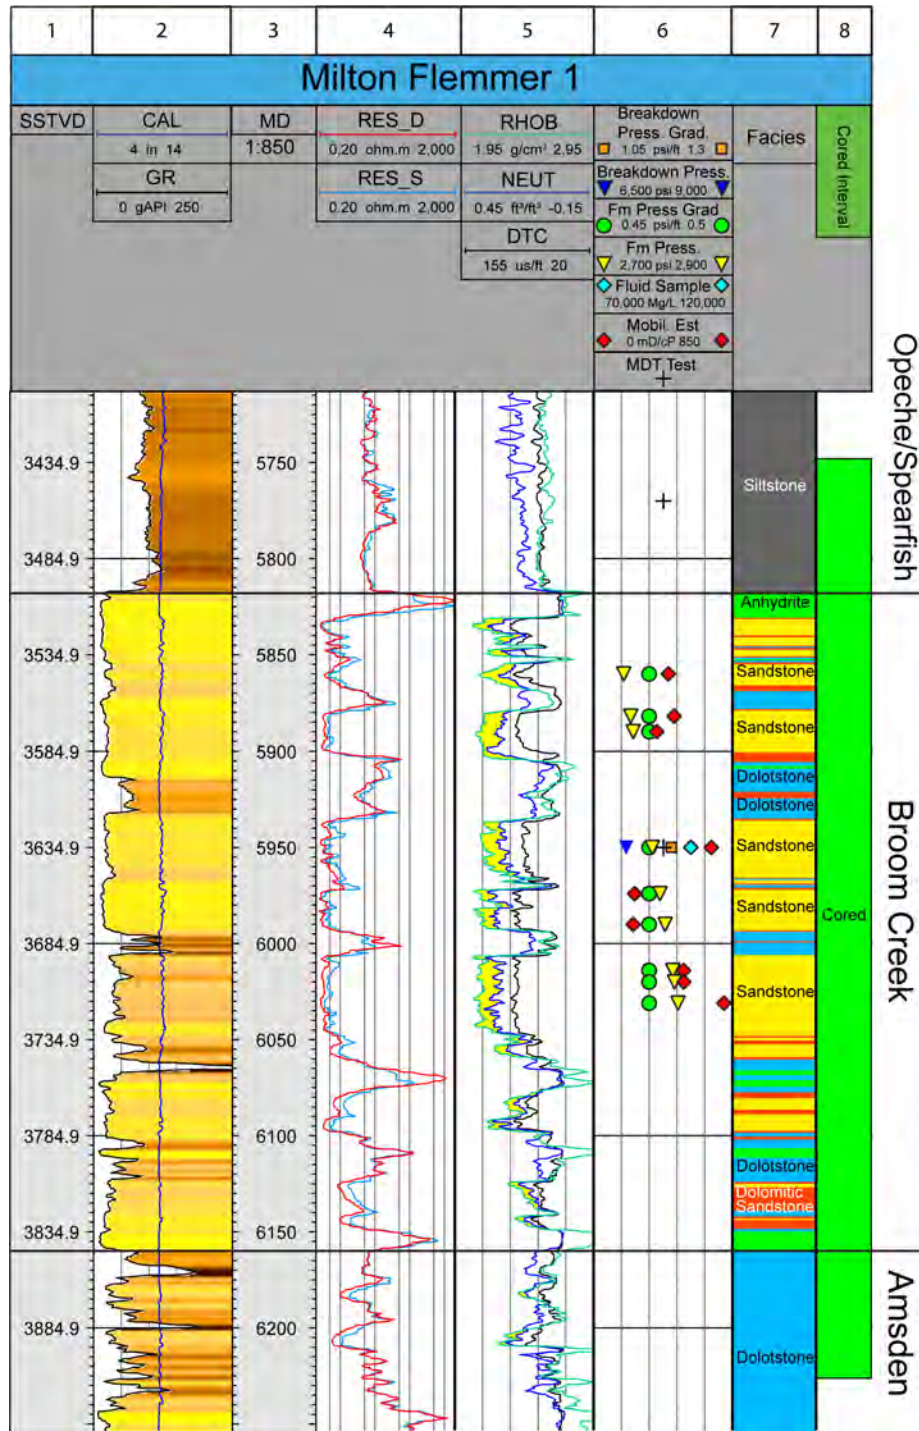 1 2 3 4 5 6 7 8
Milton Flemmer 1
SSTVD
CAL
4 in 14
GR
0 gAPI 250
MD
1:850
RES_D
0.20 ohm.m 2,000
RES_S
0.20 ohm.m 2,000
RHOB
1.95 g/cm³ 2.95
NEUT
0.45 ft³/ft³ -0.15
DTC
155 us/ft 20
Breakdown
Press. Grad.
1.05 psi/ft 1.3
Breakdown Press.
6,500 psi 9,000
Fm Press Grad
0.45 psi/ft 0.5
Fm Press.
2,700 psi 2,900
Fluid Sample
70,000 Mg/L 120,000
Mobil. Est
0 mD/cP 850
MDT Test
Facies
Cored Interval
Opeche/Spearfish
3434.9 5750
Siltstone
3484.9 5800
Anhydrite
3534.9 5850
Sandstone
Sandstone
3584.9 5900
Dolotstone
Dolotstone
3634.9 5950
Sandstone
Broom Creek
Sandstone
Cored
3684.9 6000
Sandstone
3734.9 6050
3784.9 6100
Dolotstone
Dolomitic
Sandstone
3834.9 6150
Amsden
3884.9 6200
Dolotstone